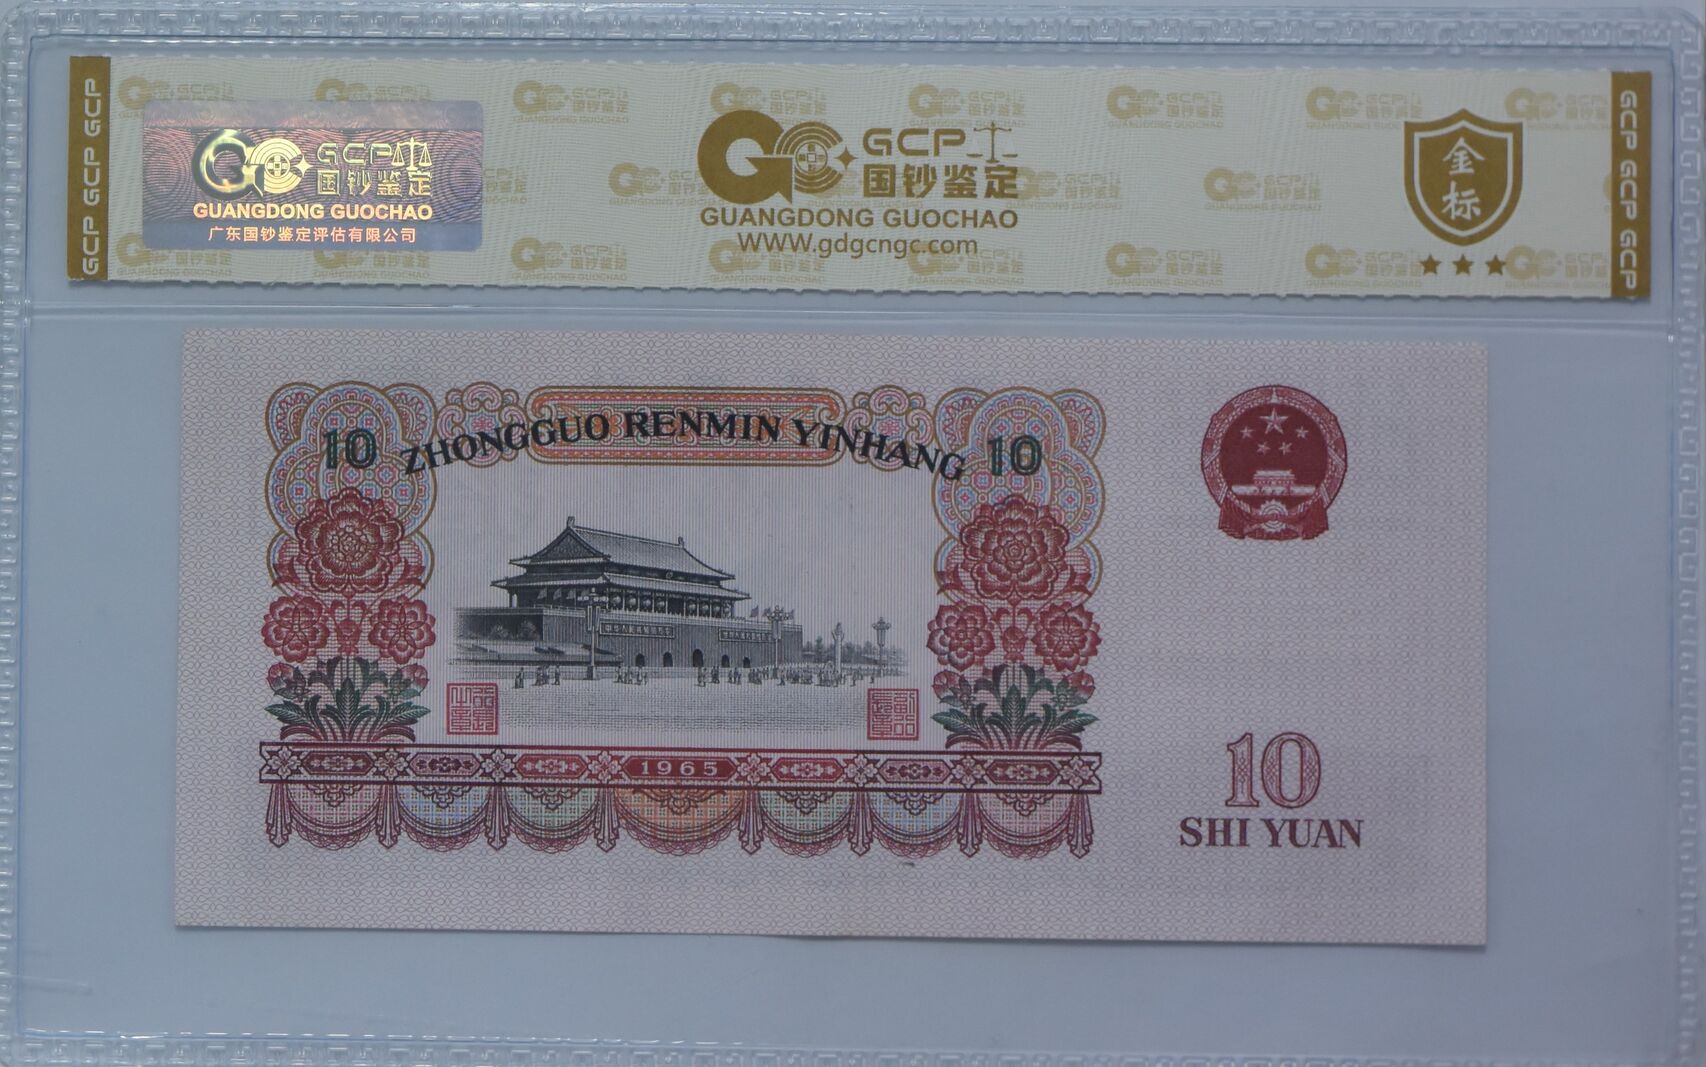 GCP GCP GCP
GCP
国钞鉴定
GUANGDONG GUOCHAO
广东国钞鉴定评估有限公司
GCP
国钞鉴定
GUANGDONG GUOCHAO
WWW.gdgcngc.com
金标
GCP GCP GCP
10 ZHONGGUO RENMIN YINHANG 10
1965
10
SHI YUAN